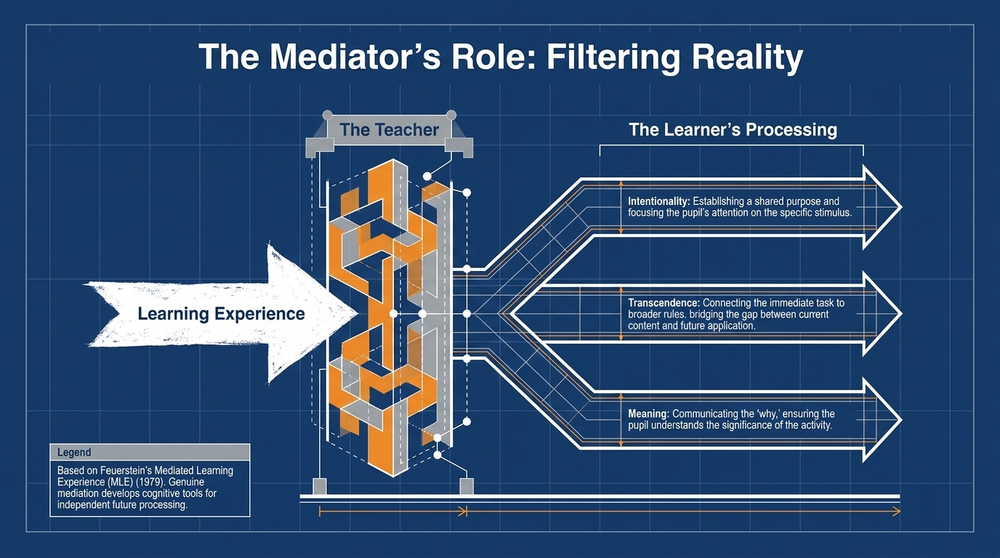 The Mediator's Role: Filtering Reality
The Teacher
The Learner's Processing
Learning Experience
Intentionality: Establishing a shared purpose and
focusing the pupil's attention on the specific stimulus.
Transcendence: Connecting the immediate task to
broader rules. bridging the gap between current
content and future application.
Meaning: Communicating the 'why,' ensuring the
pupil understands the significance of the activity.
Legend
Based on Feuerstein's Mediated Learning
Experience (MLE) (1979). Genuine
mediation develops cognitive tools for
independent future processing.